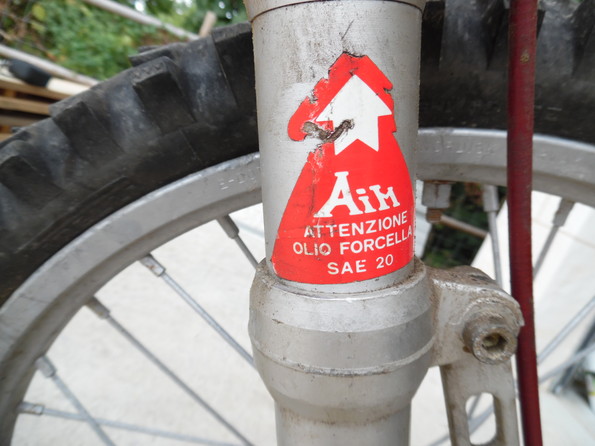 AiM
ATTENZIONE
OLIO FORCELLA
SAE 20